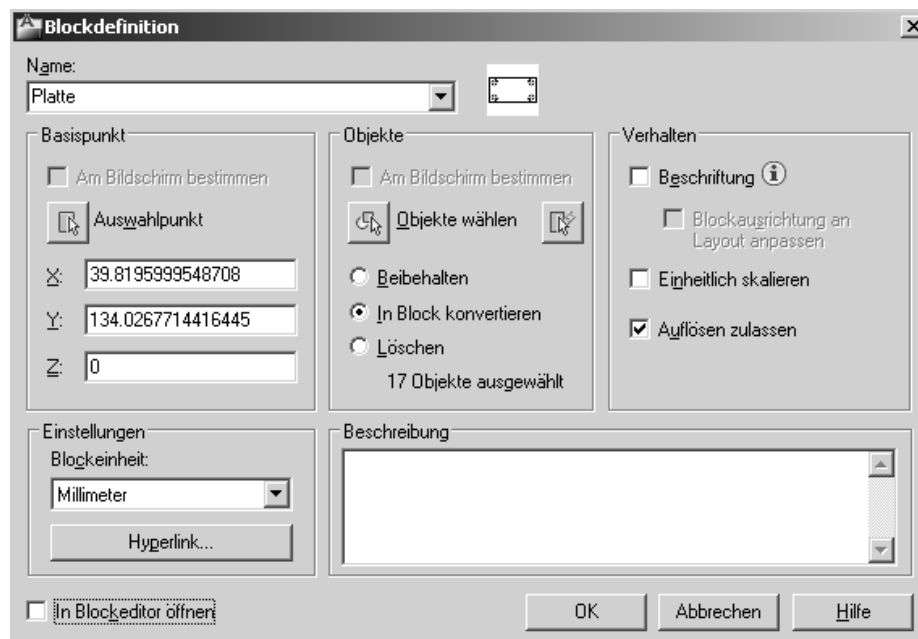 Blockdefinition
Name:
Platte
Basispunkt
Am Bildschirm bestimmen
Auswahlpunkt
X: 39.8195999548708
Y: 134.0267714416445
Z: 0
Objekte
Am Bildschirm bestimmen
Objekte wählen
Beibehalten
In Block konvertieren
Löschen
17 Objekte ausgewählt
Verhalten
Beschriftung
Blockausrichtung an
Layout anpassen
Einheitlich skalieren
Auflösen zulassen
Einstellungen
Blockeinheit:
Millimeter
Hyperlink...
Beschreibung
In Blockeditor öffnen
OK
Abbrechen
Hilfe